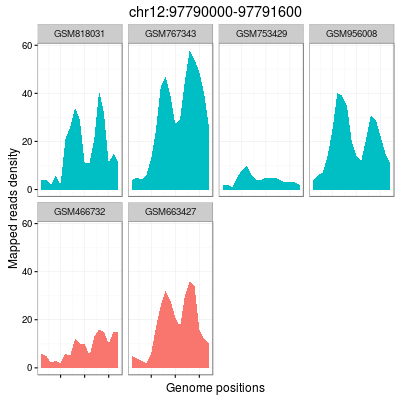 chr12:97790000-97791600
GSM818031 GSM767343 GSM753429 GSM956008
60
40
20
0
Mapped reads density
GSM466732 GSM663427
60
40
20
0
Genome positions